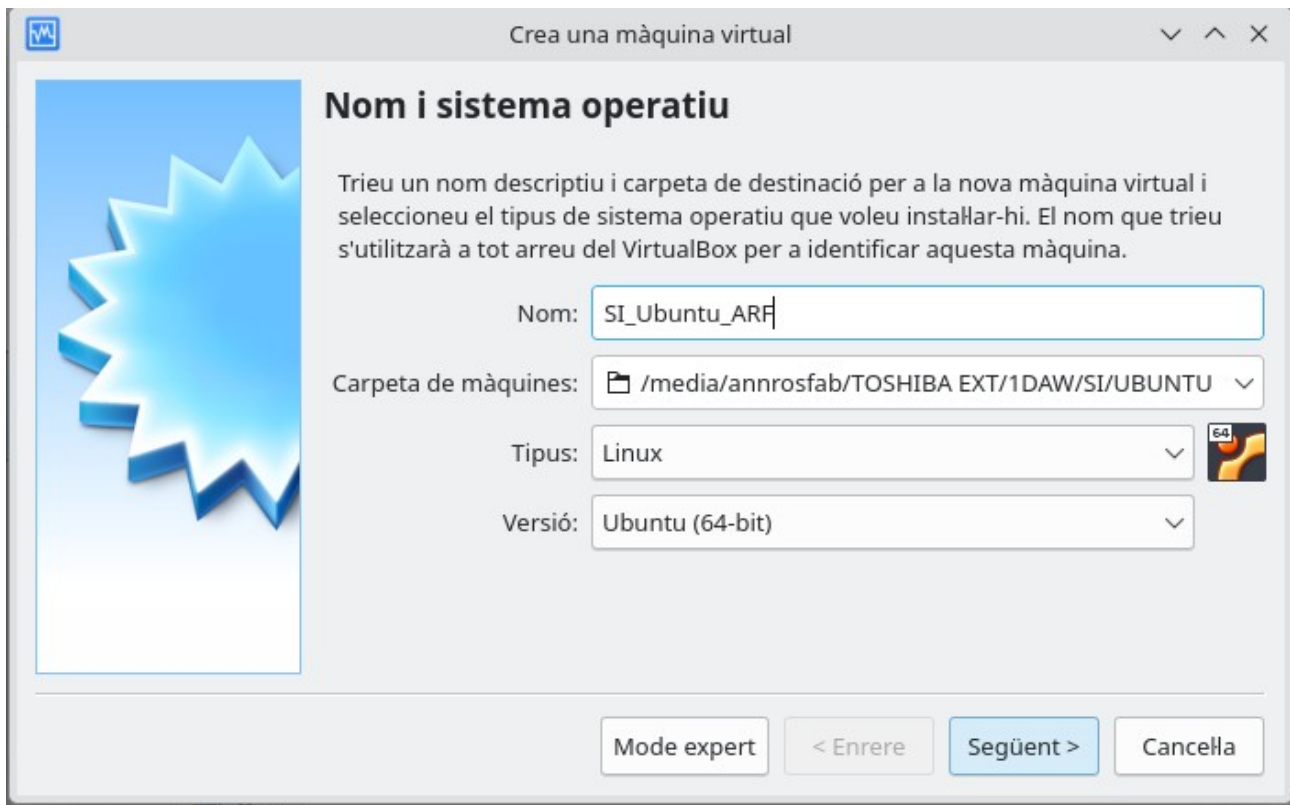 Crea una màquina virtual
Nom i sistema operatiu
Trieu un nom descriptiu i carpeta de destinació per a la nova màquina virtual i
seleccioneu el tipus de sistema operatiu que voleu instaŀlar-hi. El nom que trieu
s'utilitzarà a tot arreu del VirtualBox per a identificar aquesta màquina.
Nom: SI_Ubuntu_ARF
Carpeta de màquines: /media/annrosfab/TOSHIBA EXT/1DAW/SI/UBUNTU
Tipus: Linux
64
Versió: Ubuntu (64-bit)
Mode expert < Enrere Següent > Canceŀla